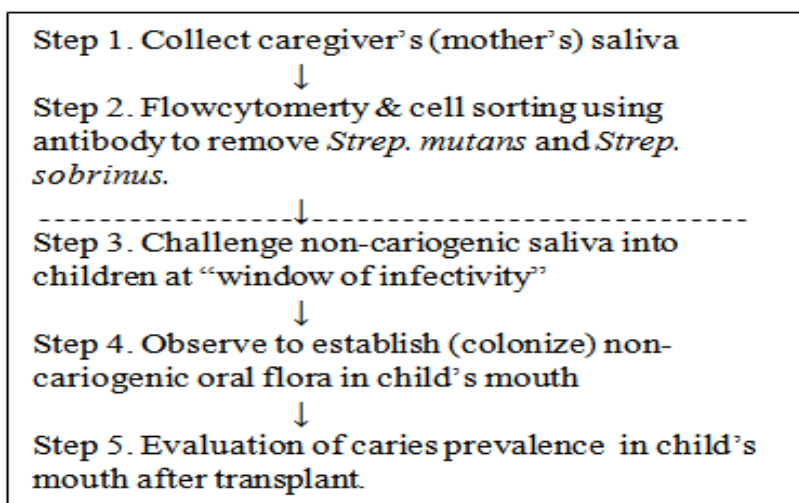 Step 1. Collect caregiver's (mother's) saliva
↓
Step 2. Flowcytomerty & cell sorting using
antibody to remove Strep. mutans and Strep.
sobrinus.
↓
Step 3. Challenge non-cariogenic saliva into
children at “window of infectivity”
↓
Step 4. Observe to establish (colonize) non-
cariogenic oral flora in child's mouth
↓
Step 5. Evaluation of caries prevalence in child's
mouth after transplant.